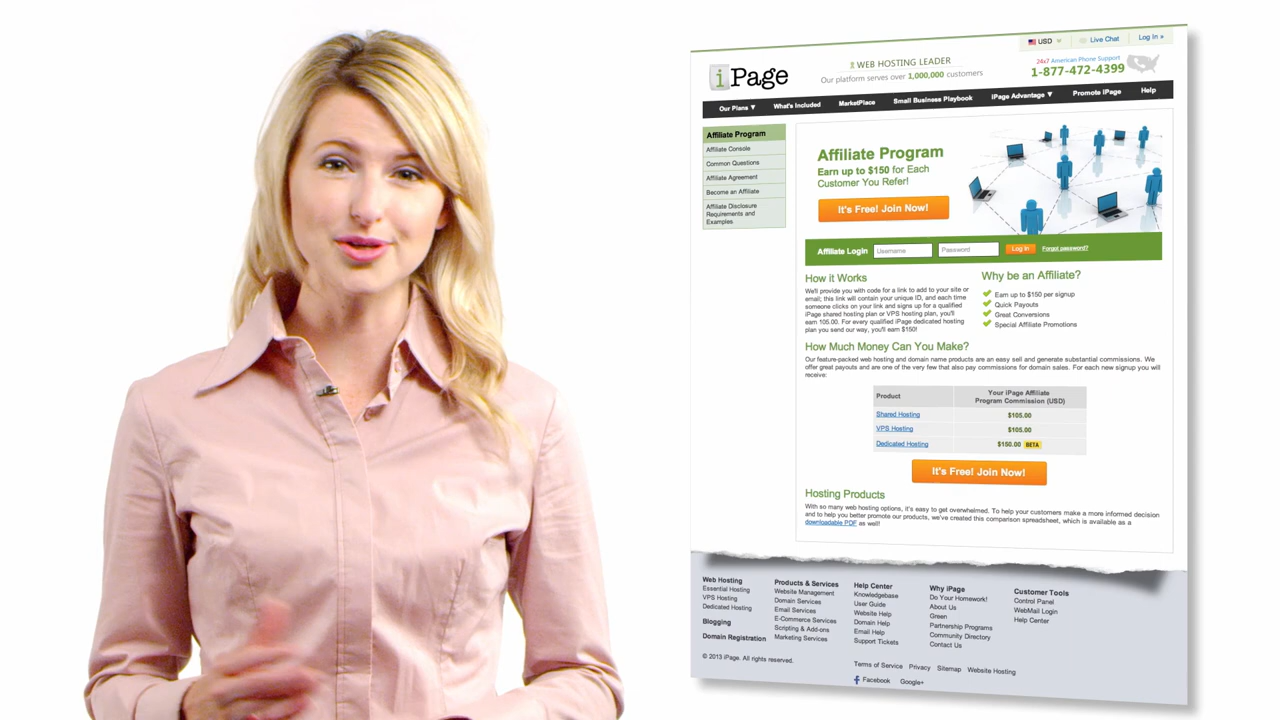 USD
Live Chat
Log In »
iPage
WEB HOSTING LEADER
Our platform serves over 1,000,000 customers
24x7 American Phone Support
1-877-472-4399
Our Plans ▼
What's Included
MarketPlace
Small Business Playbook
iPage Advantage ▼
Promote iPage
Help
Affiliate Program
Affiliate Console
Common Questions
Affiliate Agreement
Become an Affiliate
Affiliate Disclosure
Requirements and
Examples
Affiliate Program
Earn up to $150 for Each
Customer You Refer!
It's Free! Join Now!
Affiliate Login
Username
Password
Log In
Forgot password?
How it Works
We'll provide you with code for a link to add to your site or
email; this link will contain your unique ID, and each time
someone clicks on your link and signs up for a qualified
iPage shared hosting plan or VPS hosting plan, you'll
earn 105.00. For every qualified iPage dedicated hosting
plan you send our way, you'll earn $150!
Why be an Affiliate?
Earn up to $150 per signup
Quick Payouts
Great Conversions
Special Affiliate Promotions
How Much Money Can You Make?
Our feature-packed web hosting and domain name products are an easy sell and generate substantial commissions. We
offer great payouts and are one of the very few that also pay commissions for domain sales. For each new signup you will
receive:
Product
Your iPage Affiliate
Program Commission (USD)
Shared Hosting $105.00
VPS Hosting $105.00
Dedicated Hosting $150.00 BETA
It's Free! Join Now!
Hosting Products
With so many web hosting options, it's easy to get overwhelmed. To help your customers make a more informed decision
and to help you better promote our products, we've created this comparison spreadsheet, which is available as a
downloadable PDF as well!
Web Hosting
Essential Hosting
VPS Hosting
Dedicated Hosting
Blogging
Domain Registration
Products & Services
Website Management
Domain Services
Email Services
E-Commerce Services
Scripting & Add-ons
Marketing Services
Help Center
Knowledgebase
User Guide
Website Help
Domain Help
Email Help
Support Tickets
Why iPage
Do Your Homework!
About Us
Green
Partnership Programs
Community Directory
Contact Us
Customer Tools
Control Panel
WebMail Login
Help Center
© 2013 iPage. All rights reserved.
Terms of Service Privacy Sitemap Website Hosting
Facebook Google+